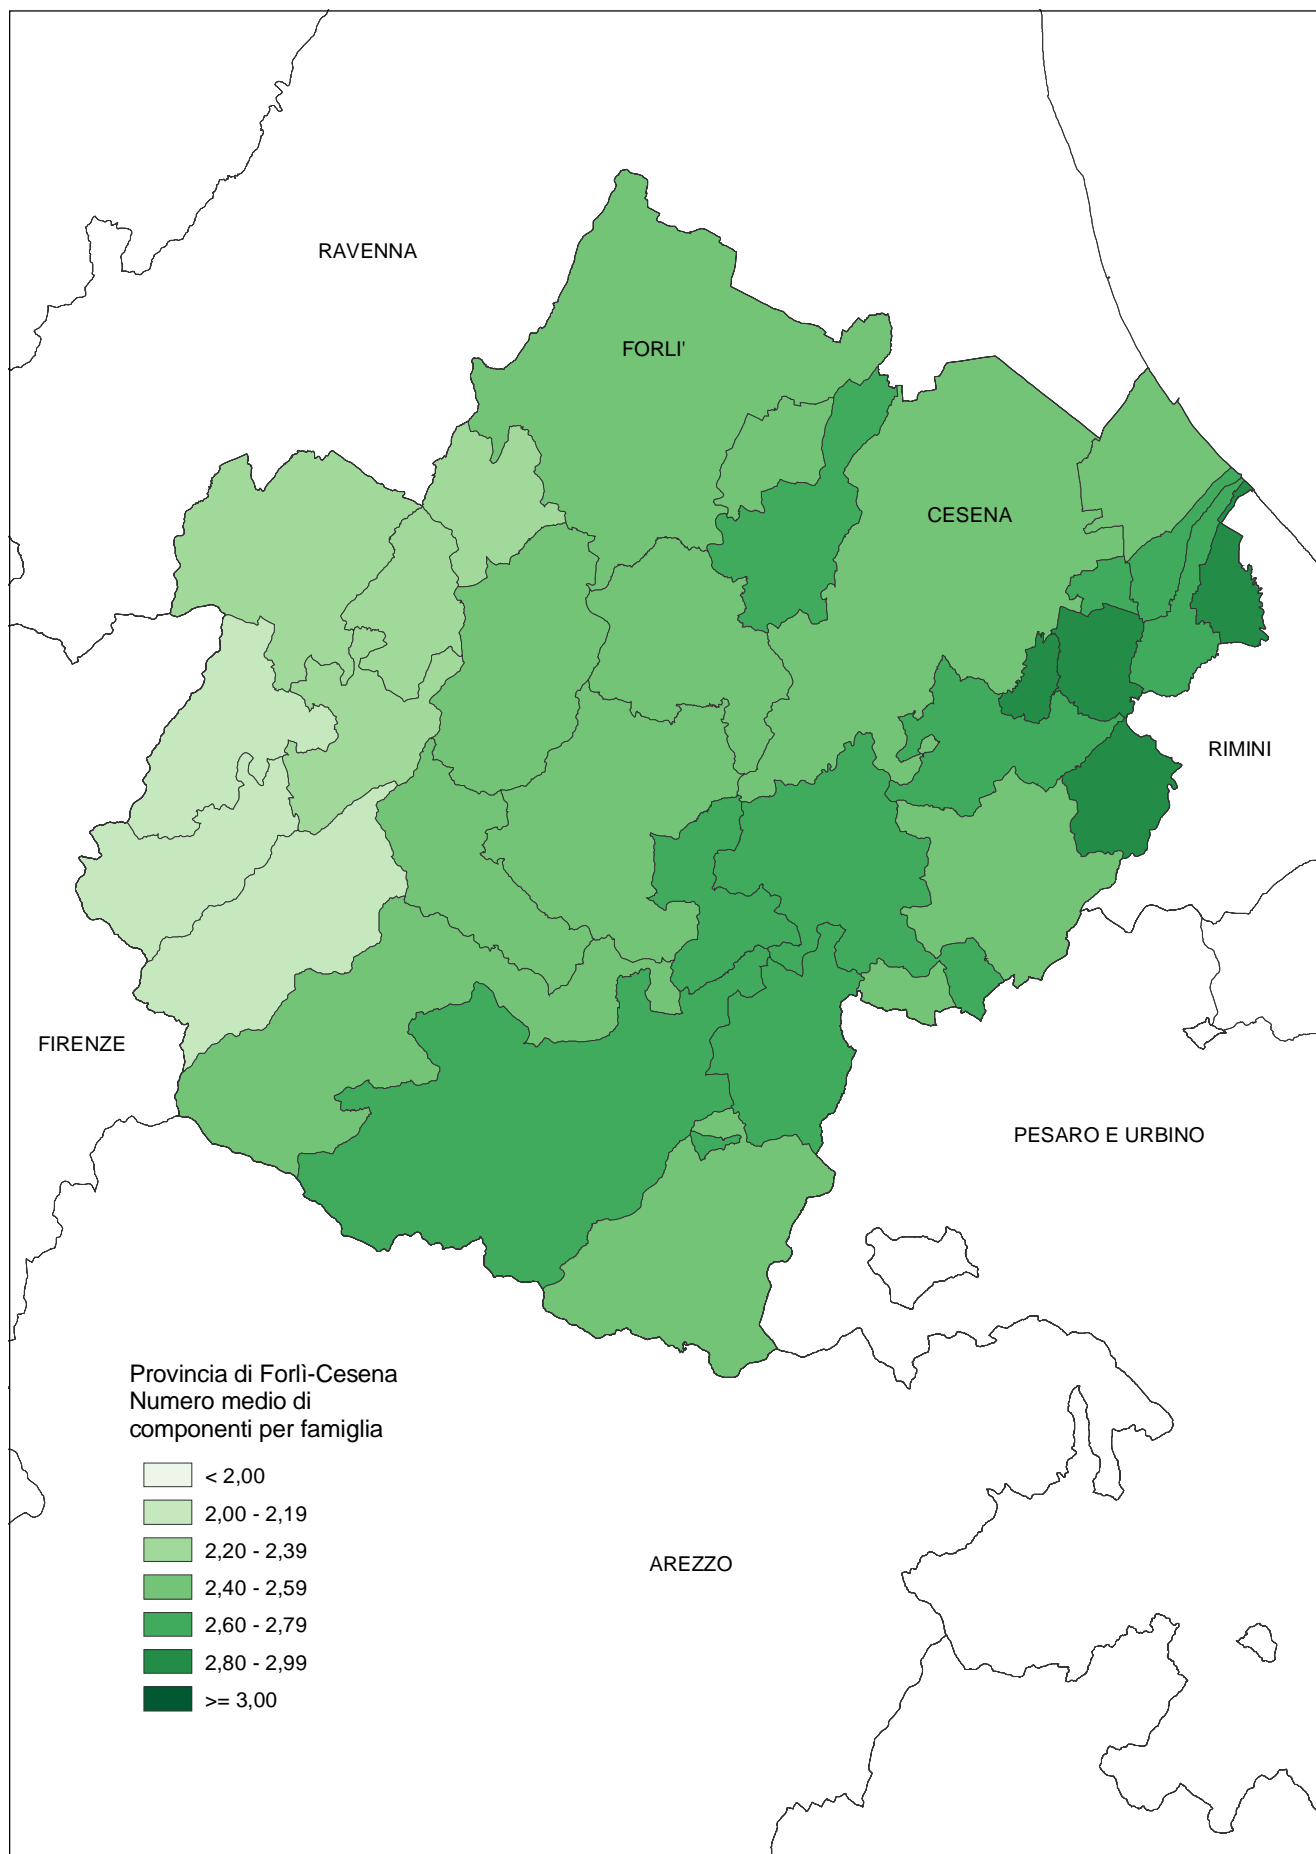 RAVENNA
FORLI'
CESENA
RIMINI
FIRENZE
PESARO E URBINO
AREZZO
Provincia di Forlì-Cesena
Numero medio di
componenti per famiglia
< 2,00
2,00 - 2,19
2,20 - 2,39
2,40 - 2,59
2,60 - 2,79
2,80 - 2,99
>= 3,00